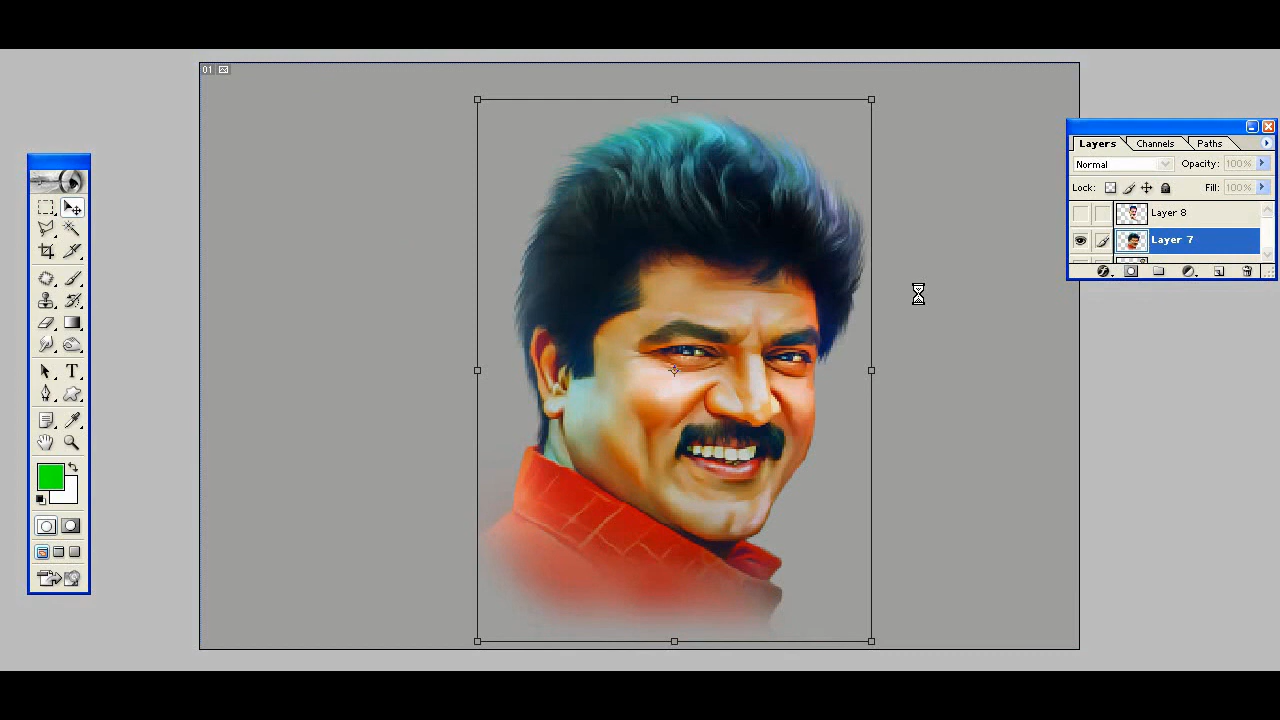 01
Layers Channels Paths
Normal Opacity: 100%
Lock: Fill: 100%
Layer 8
Layer 7
T